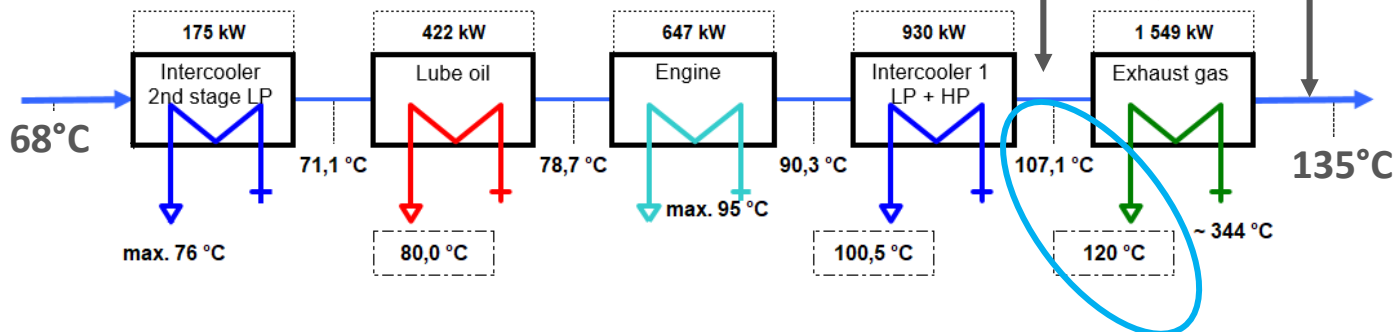 175 kW
422 kW
647 kW
930 kW
1 549 kW
Intercooler
2nd stage LP
Lube oil
Engine
Intercooler 1
LP + HP
Exhaust gas
68°C
71,1 °C
78,7 °C
90,3 °C
107,1 °C
135°C
max. 76 °C
80,0 °C
max. 95 °C
100,5 °C
120 °C
~ 344 °C